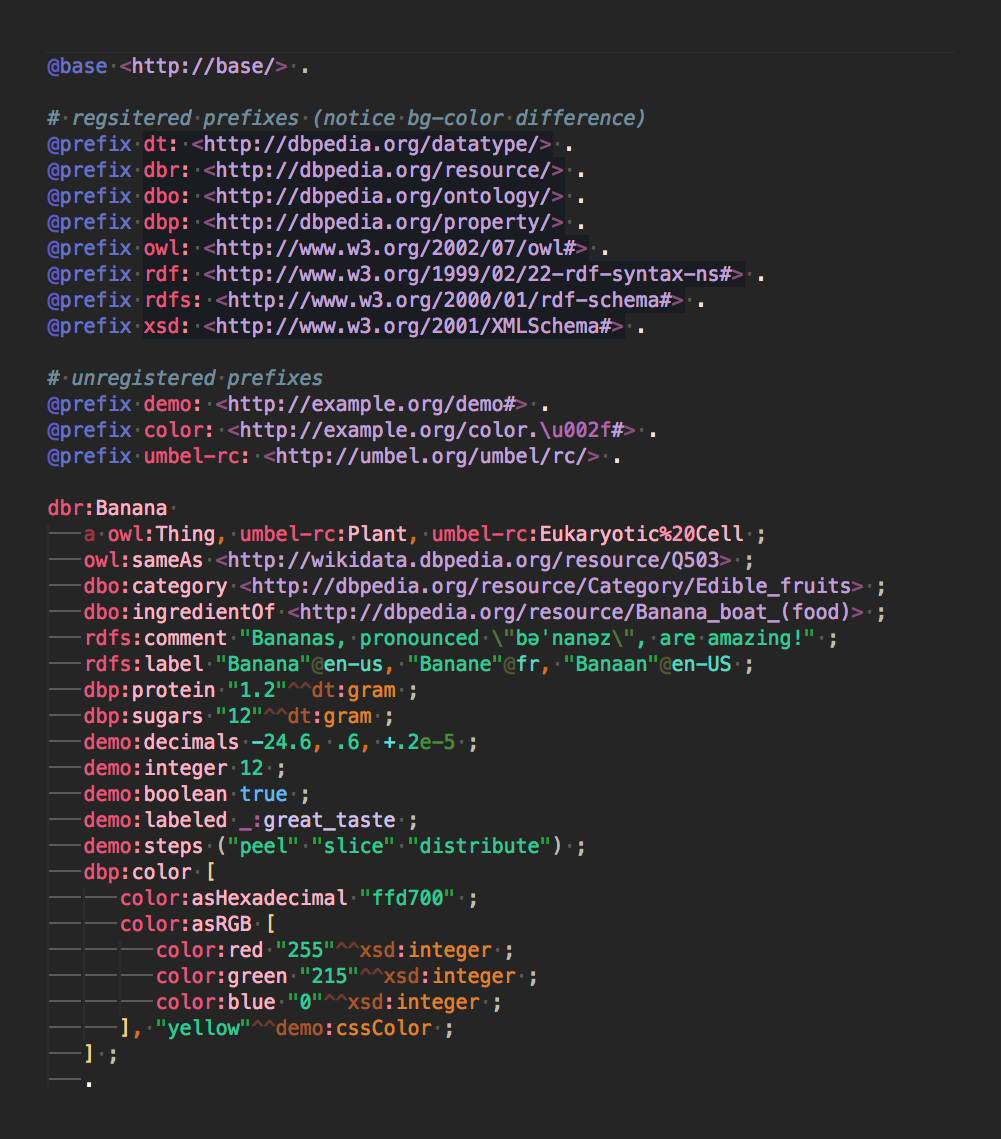 @base <http://base/> .
# regsitered prefixes (notice bg-color difference)
@prefix dt: <http://dbpedia.org/datatype/> .
@prefix dbr: <http://dbpedia.org/resource/> .
@prefix dbo: <http://dbpedia.org/ontology/> .
@prefix dbp: <http://dbpedia.org/property/> .
@prefix owl: <http://www.w3.org/2002/07/owl#> .
@prefix rdf: <http://www.w3.org/1999/02/22-rdf-syntax-ns#> .
@prefix rdfs: <http://www.w3.org/2000/01/rdf-schema#> .
@prefix xsd: <http://www.w3.org/2001/XMLSchema#> .
# unregistered prefixes
@prefix demo: <http://example.org/demo#> .
@prefix color: <http://example.org/color.\u002f#> .
@prefix umbel-rc: <http://umbel.org/umbel/rc/> .
dbr:Banana
a owl:Thing, umbel-rc:Plant, umbel-rc:Eukaryotic%20Cell ;
owl:sameAs <http://wikidata.dbpedia.org/resource/Q503> ;
dbo:category <http://dbpedia.org/resource/Category/Edible_fruits> ;
dbo:ingredientOf <http://dbpedia.org/resource/Banana_boat_(food)> ;
rdfs:comment "Bananas, pronounced \"bəˈnanəz\", are amazing!" ;
rdfs:label "Banana"@en-us, "Banane"@fr, "Banaan"@en-US ;
dbp:protein "1.2"^^dt:gram ;
dbp:sugars "12"^^dt:gram ;
demo:decimals -24.6, .6, +.2e-5 ;
demo:integer 12 ;
demo:boolean true ;
demo:labeled _:great_taste ;
demo:steps ("peel" "slice" "distribute") ;
dbp:color [
color:asHexadecimal "ffd700" ;
color:asRGB [
color:red "255"^^xsd:integer ;
color:green "215"^^xsd:integer ;
color:blue "0"^^xsd:integer ;
], "yellow"^^demo:cssColor ;
] ;
.